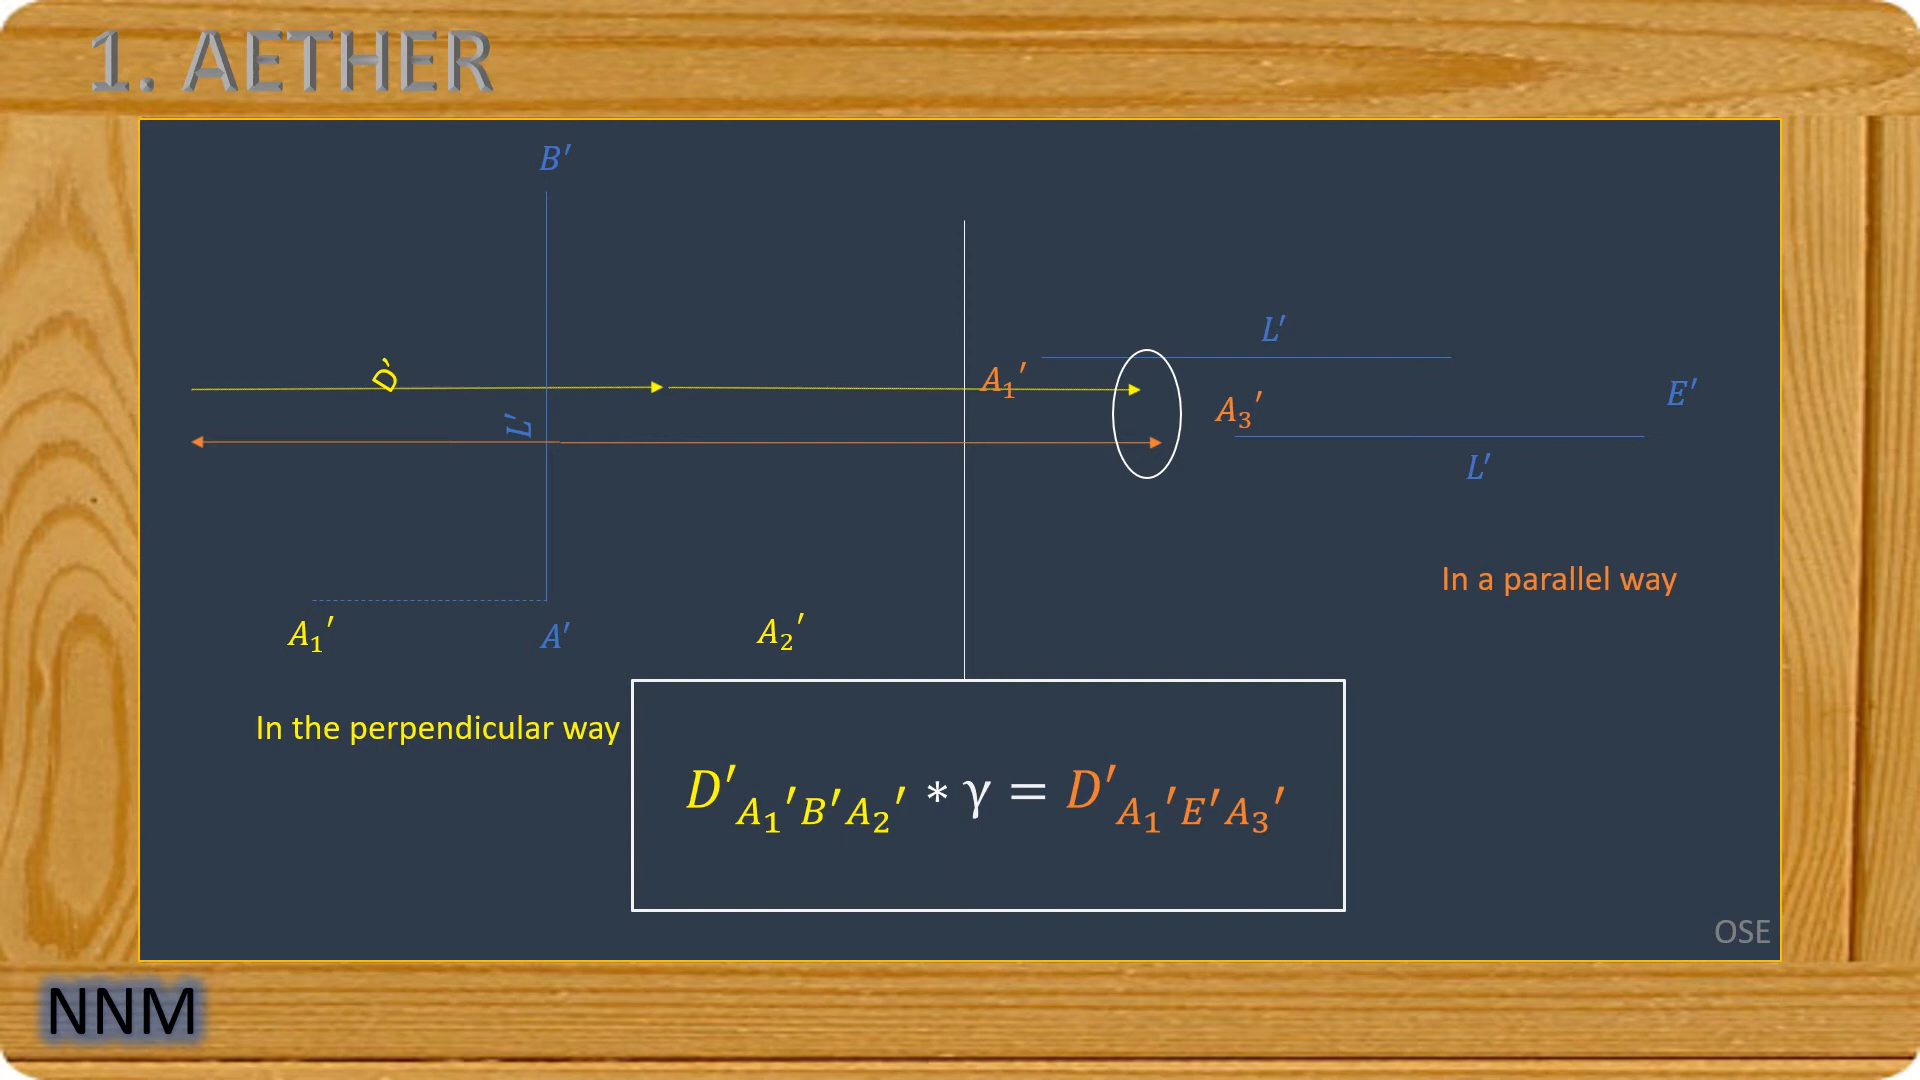 1. AETHER
B′
L′
D′
A₁′
A₃′
E′
L′
L′
In a parallel way
A₁′
A′
A₂′
In the perpendicular way
D′A₁′B′A₂′ * γ = D′A₁′E′A₃′
OSE
NNM